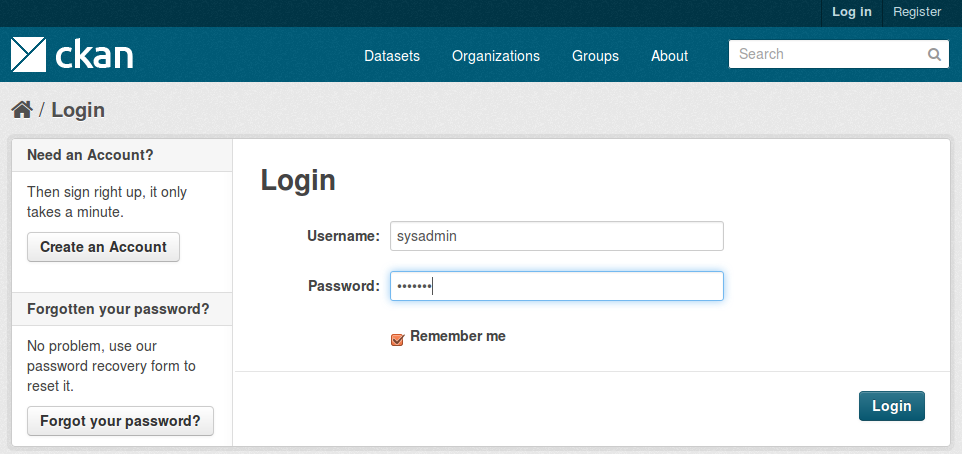 Log in Register
ckan Datasets Organizations Groups About Search
/ Login
Need an Account?
Then sign right up, it only
takes a minute.
Create an Account
Forgotten your password?
No problem, use our
password recovery form to
reset it.
Forgot your password?
Login
Username: sysadmin
Password: •••••••
Remember me
Login